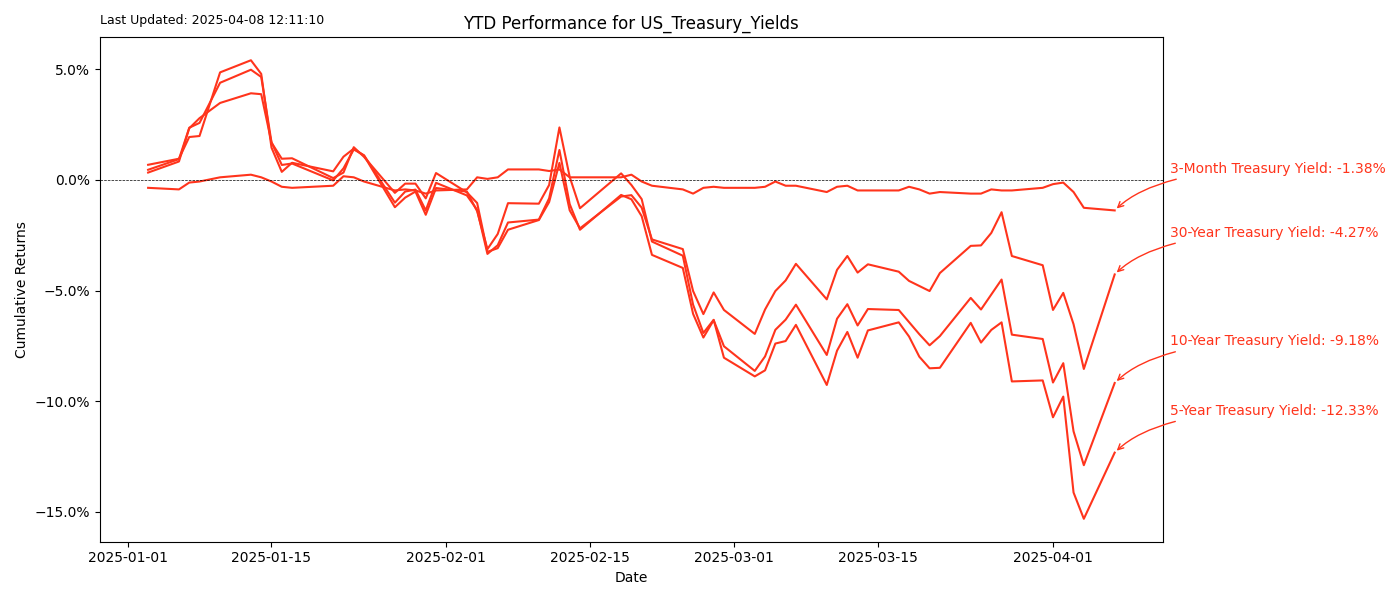 Last Updated: 2025-04-08 12:11:10
YTD Performance for US_Treasury_Yields
Cumulative Returns
5.0%
0.0%
−5.0%
−10.0%
−15.0%
3-Month Treasury Yield: -1.38%
30-Year Treasury Yield: -4.27%
10-Year Treasury Yield: -9.18%
5-Year Treasury Yield: -12.33%
2025-01-01
2025-01-15
2025-02-01
2025-02-15
2025-03-01
2025-03-15
2025-04-01
Date